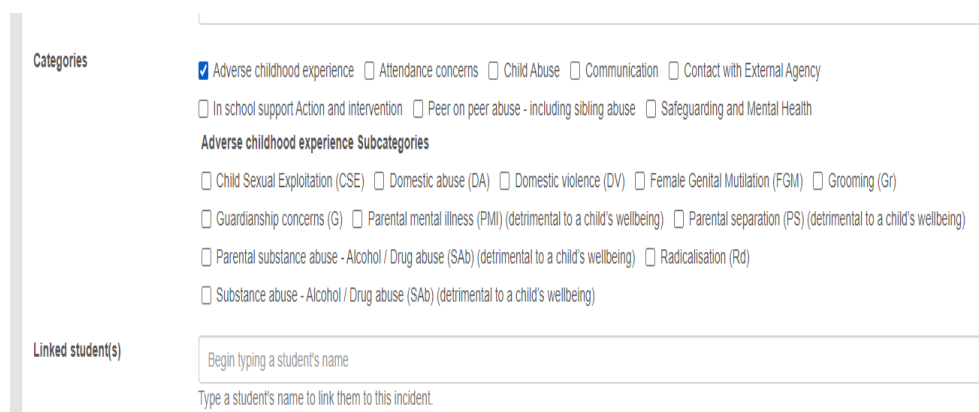 Categories
Adverse childhood experience Attendance concerns Child Abuse Communication Contact with External Agency
In school support Action and intervention Peer on peer abuse - including sibling abuse Safeguarding and Mental Health
Adverse childhood experience Subcategories
Child Sexual Exploitation (CSE) Domestic abuse (DA) Domestic violence (DV) Female Genital Mutilation (FGM) Grooming (Gr)
Guardianship concerns (G) Parental mental illness (PMI) (detrimental to a child's wellbeing) Parental separation (PS) (detrimental to a child's wellbeing)
Parental substance abuse - Alcohol / Drug abuse (SAb) (detrimental to a child's wellbeing) Radicalisation (Rd)
Substance abuse - Alcohol / Drug abuse (SAb) (detrimental to a child's wellbeing)
Linked student(s)
Begin typing a student's name
Type a student's name to link them to this incident.